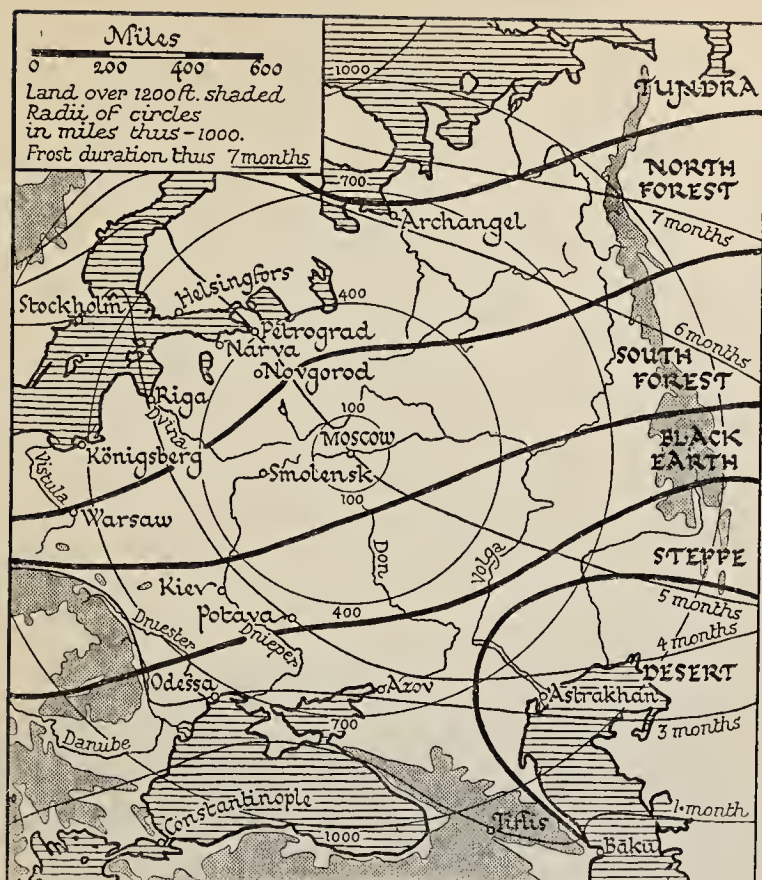 Miles
0 200 400 600
Land over 1200 ft. shaded
Radii of circles
in miles thus - 1000.
Frost duration thus 7 months
1000
TUNDRA
700
NORTH
FOREST
7 months
Archangel
Helsingfors
Stockholm
400
Petrograd
Narva
Novgorod
6 months
SOUTH
FOREST
Riga
Dvina
100
MOSCOW
BLACK
EARTH
Königsberg
Smolensk
100
Vistula
Warsaw
Don
Volga
STEPPE
Kiev
5 months
Potava
400
4 months
Dniester
Dnieper
Odessa
Azov
DESERT
Astrakhan
700
3 months
Danube
1 month
Constantinople
1000
Tiflis
Baku